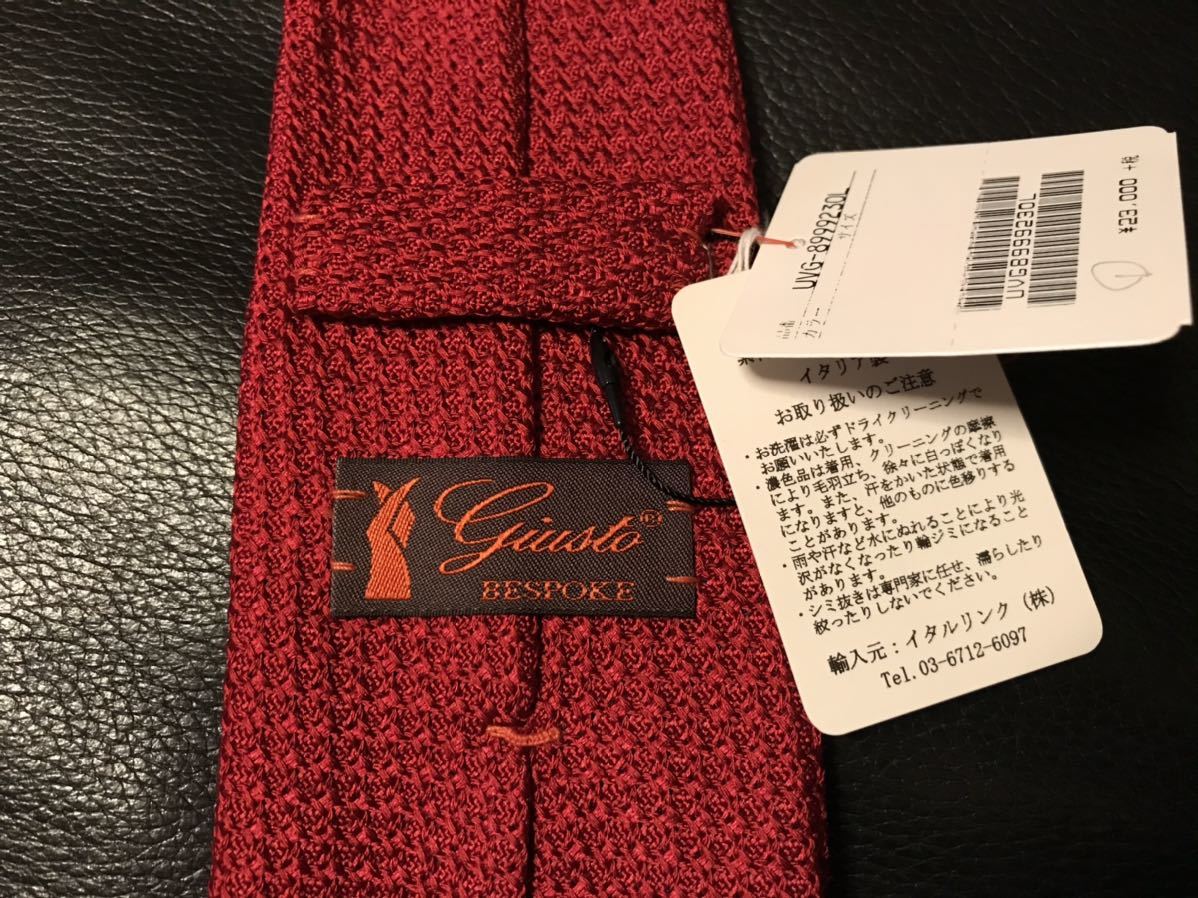 Giusto
BESPOKE
UVG-8999230L
サイズ
品番
カラー
UVG8999230L
¥23,000 +税
イタリア製
お取り扱いのご注意
・お洗濯は必ずドライクリーニングで
お願いいたします。
・濃色品は着用、クリーニングの摩擦
により毛羽立ち、徐々に白っぽくなり
ます。また、汗をかいた状態で着用
になりますと、他のものに色移りする
ことがあります。
・雨や汗など水にぬれることにより光
沢がなくなったり輪ジミになること
があります。
・シミ抜きは専門家に任せ、濡らしたり
絞ったりしないでください。
輸入元：イタルリンク（株）
Tel.03-6712-6097